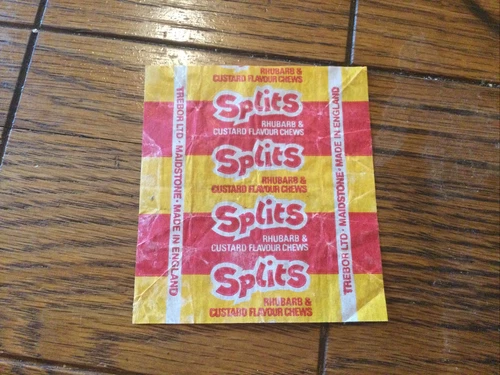 RHUBARB &
CUSTARD FLAVOUR CHEWS
Splits
RHUBARB &
CUSTARD FLAVOUR CHEWS
Splits
RHUBARB &
CUSTARD FLAVOUR CHEWS
Splits
RHUBARB &
CUSTARD FLAVOUR CHEWS
Splits
RHUBARB &
CUSTARD FLAVOUR CHEWS
TREBOR LTD · MAIDSTONE · MADE IN ENGLAND
TREBOR LTD · MAIDSTONE · MADE IN ENGLAND